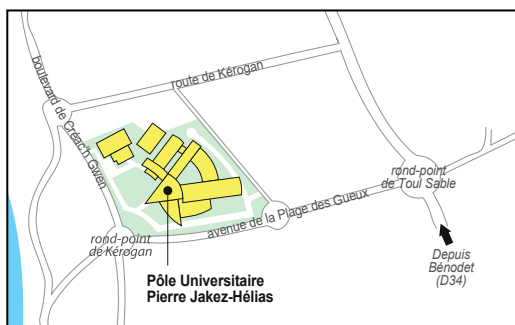 boulevard de Créac'h Gwen
route de Kérogan
rond-point
de Toul Sable
avenue de la Plage des Gueux
rond-point
de Kérogan
Depuis
Bénodet
(D34)
Pôle Universitaire
Pierre Jakez-Hélias